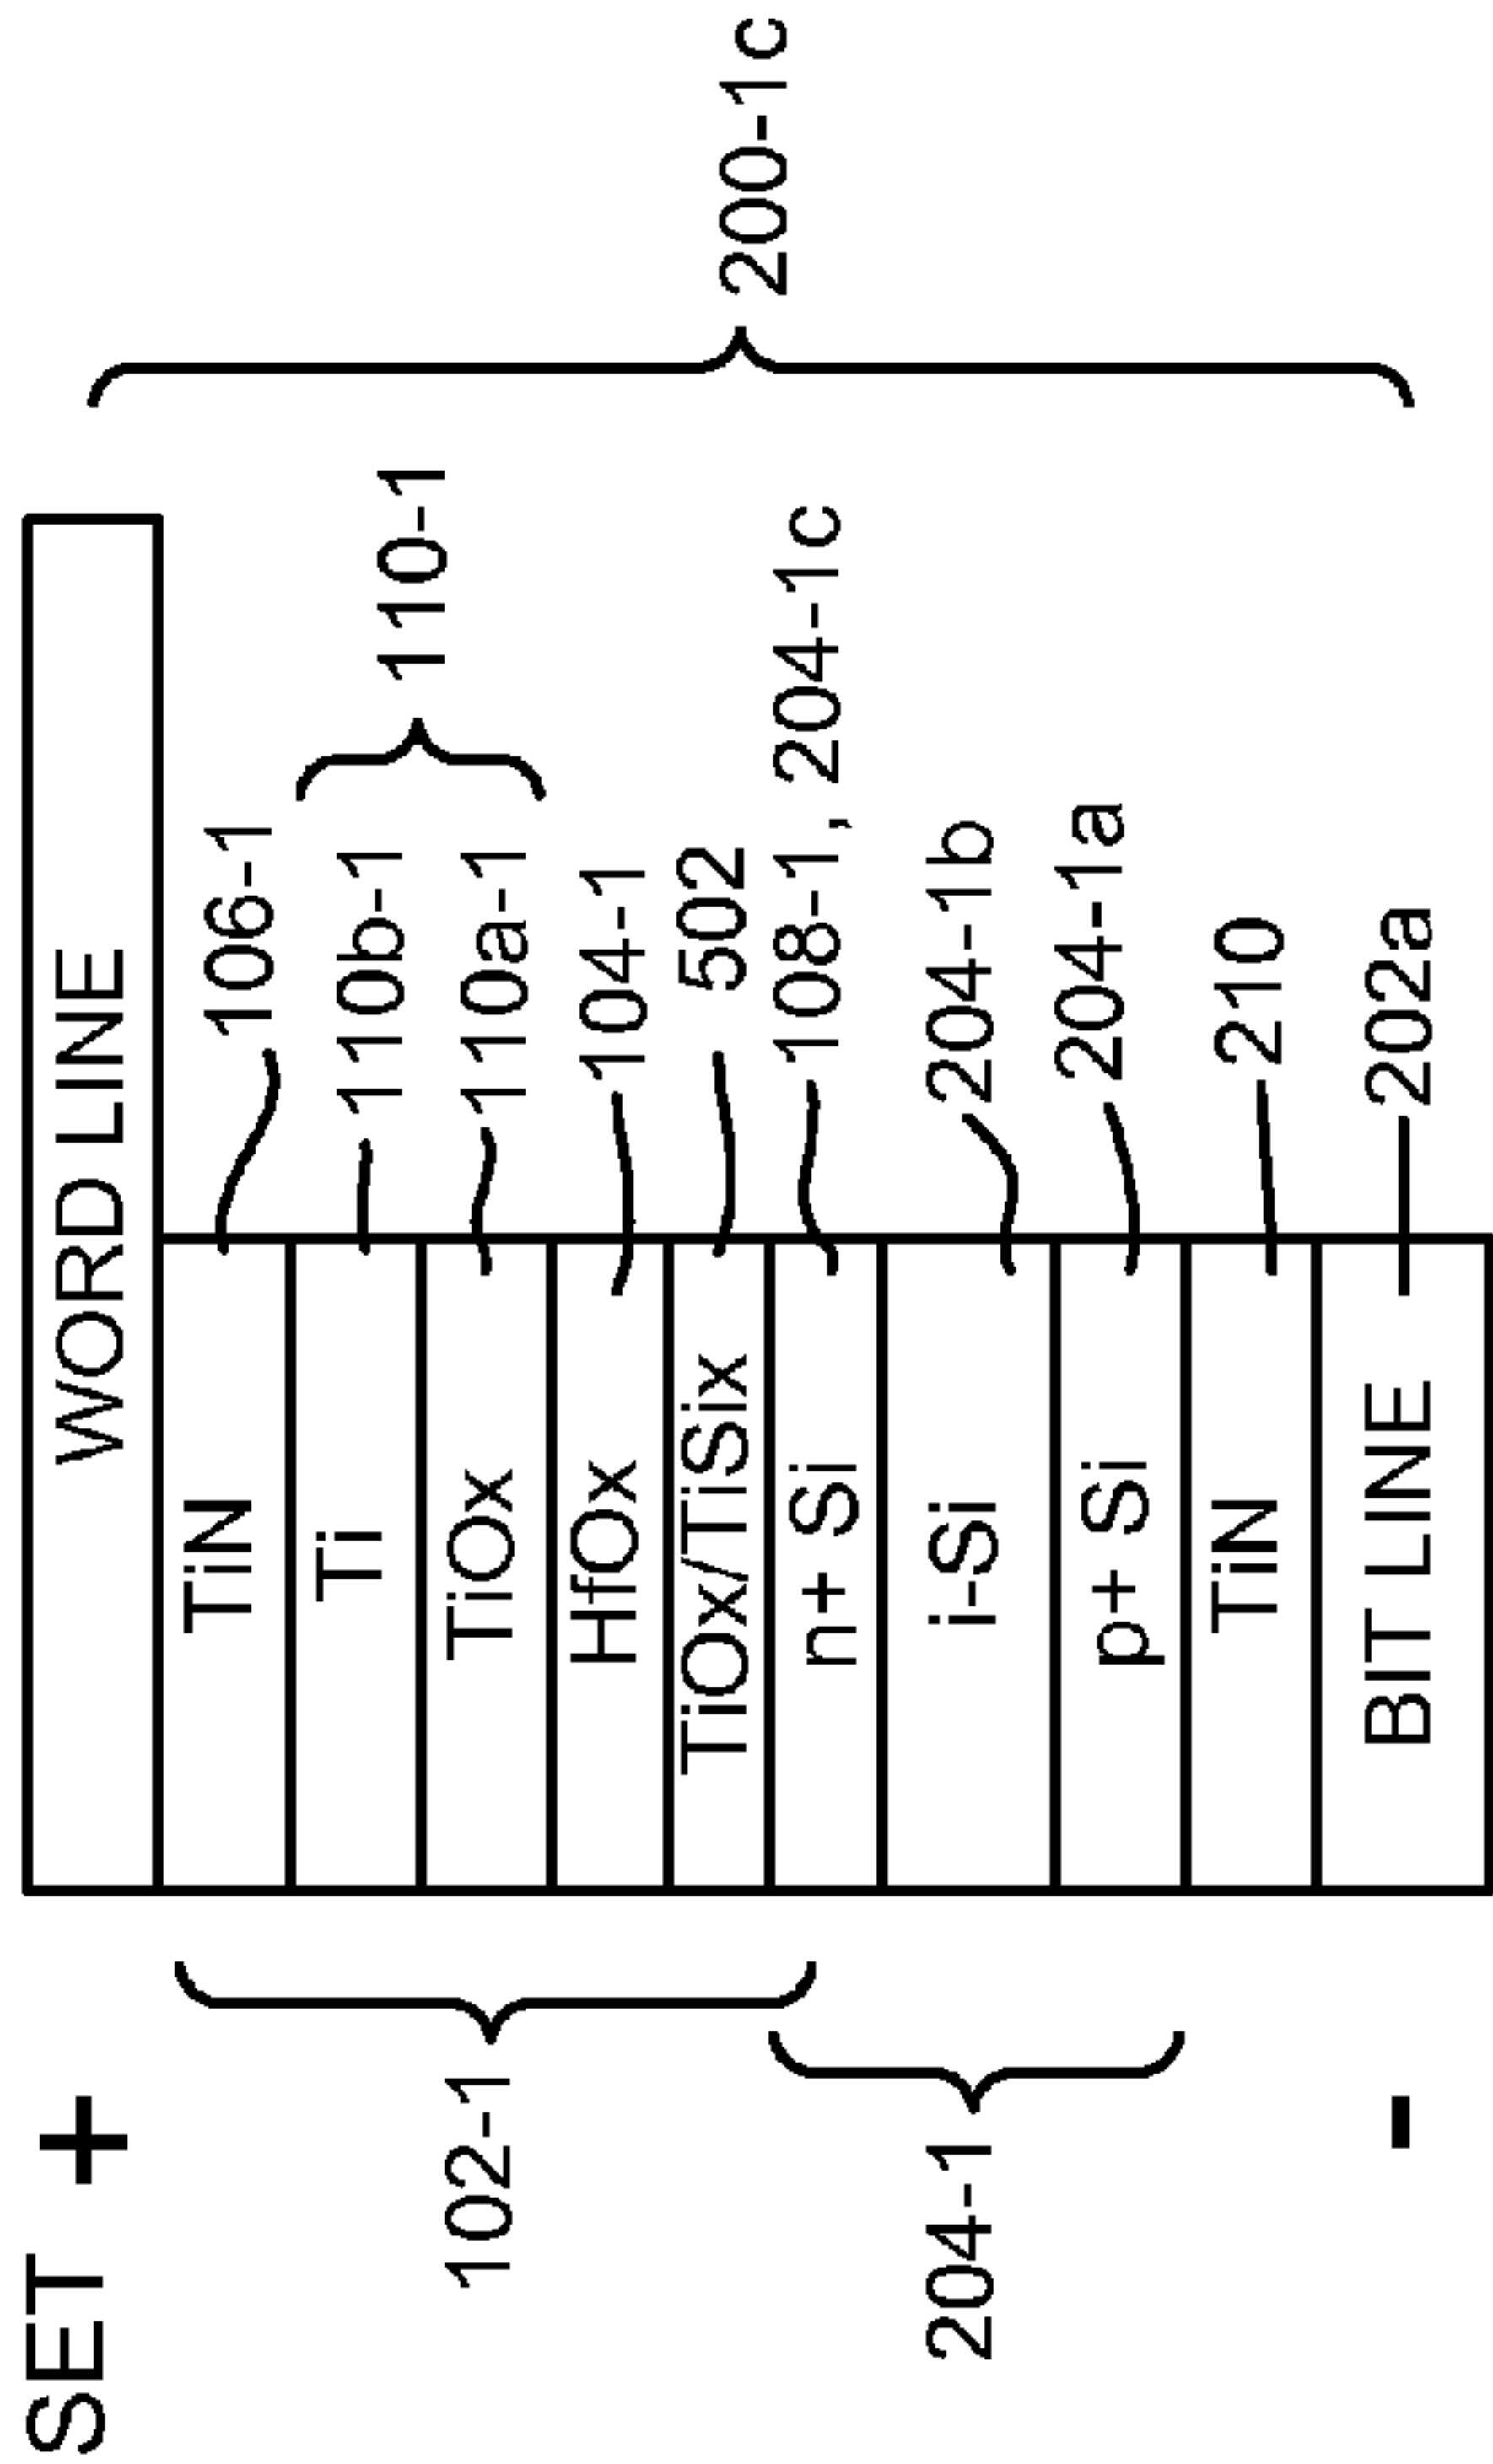 SET +
WORD LINE
TiN
Ti
TiOx
HfOx
TiOx/TiSix
n+ Si
i-Si
p+ Si
TiN
BIT LINE
-
102-1
204-1
106-1
110b-1
110a-1
110-1
104-1
502
108-1, 204-1c
204-1b
204-1a
210
202a
200-1c